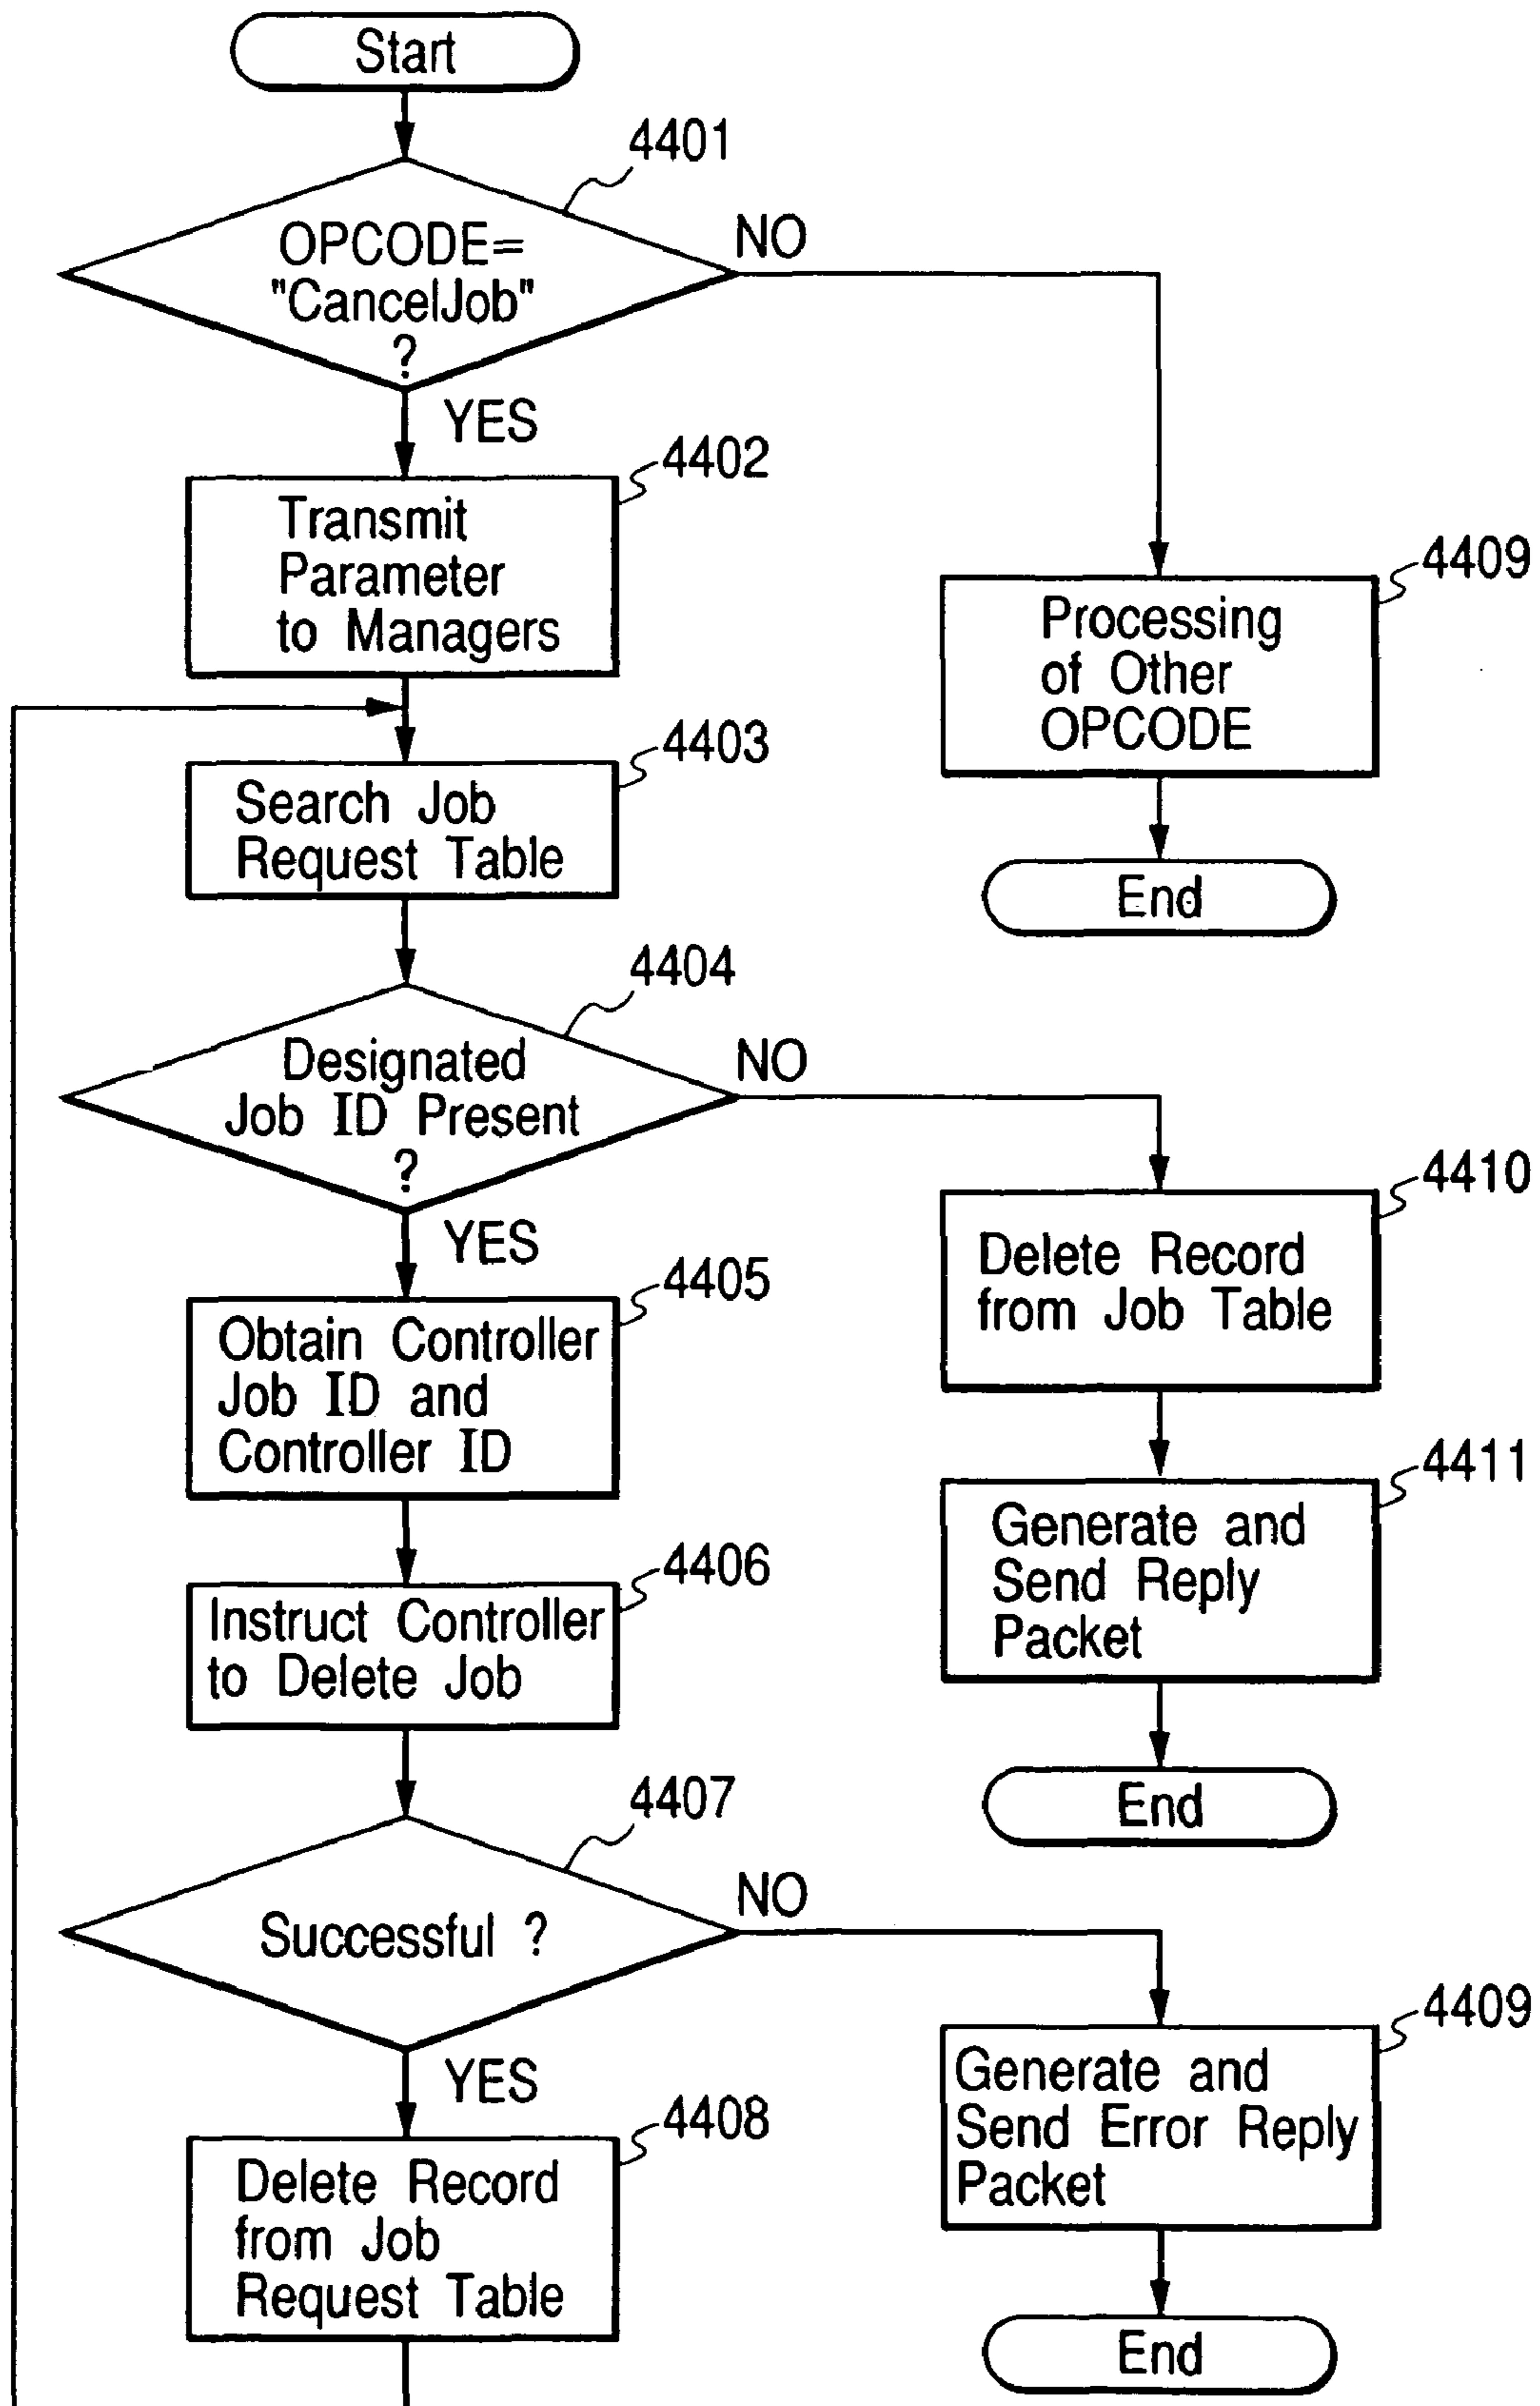 Start
4401
OPCODE=
"CancelJob"
?
NO
YES
4402
Transmit
Parameter
to Managers
4409
Processing
of Other
OPCODE
End
4403
Search Job
Request Table
4404
Designated
Job ID Present
?
NO
YES
4410
Delete Record
from Job Table
4405
Obtain Controller
Job ID and
Controller ID
4411
Generate and
Send Reply
Packet
End
4406
Instruct Controller
to Delete Job
4407
Successful ?
NO
YES
4409
Generate and
Send Error Reply
Packet
End
4408
Delete Record
from Job
Request Table